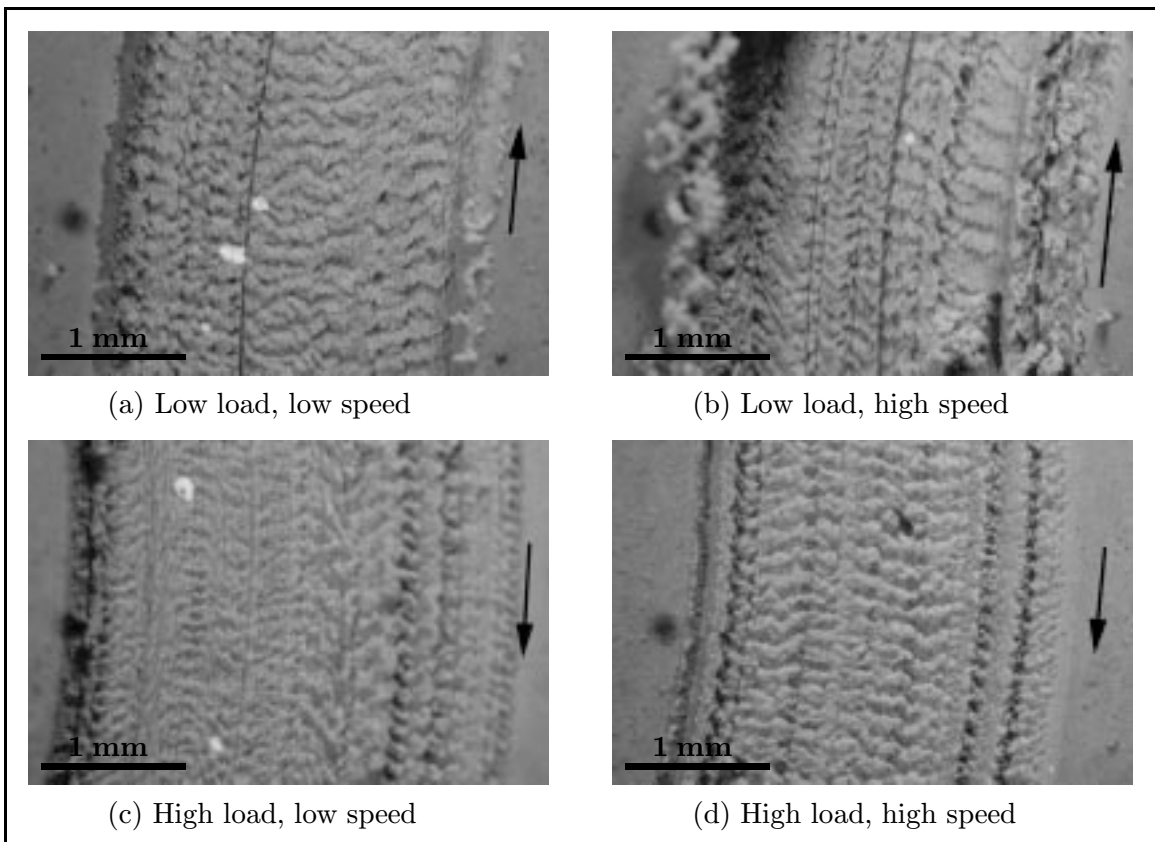 1 mm
1 mm
(a) Low load, low speed
(b) Low load, high speed
1 mm
1 mm
(c) High load, low speed
(d) High load, high speed